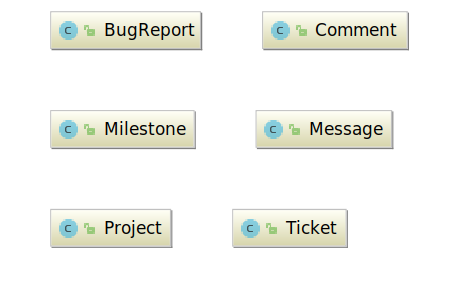 C BugReport
C Comment
C Milestone
C Message
C Project
C Ticket